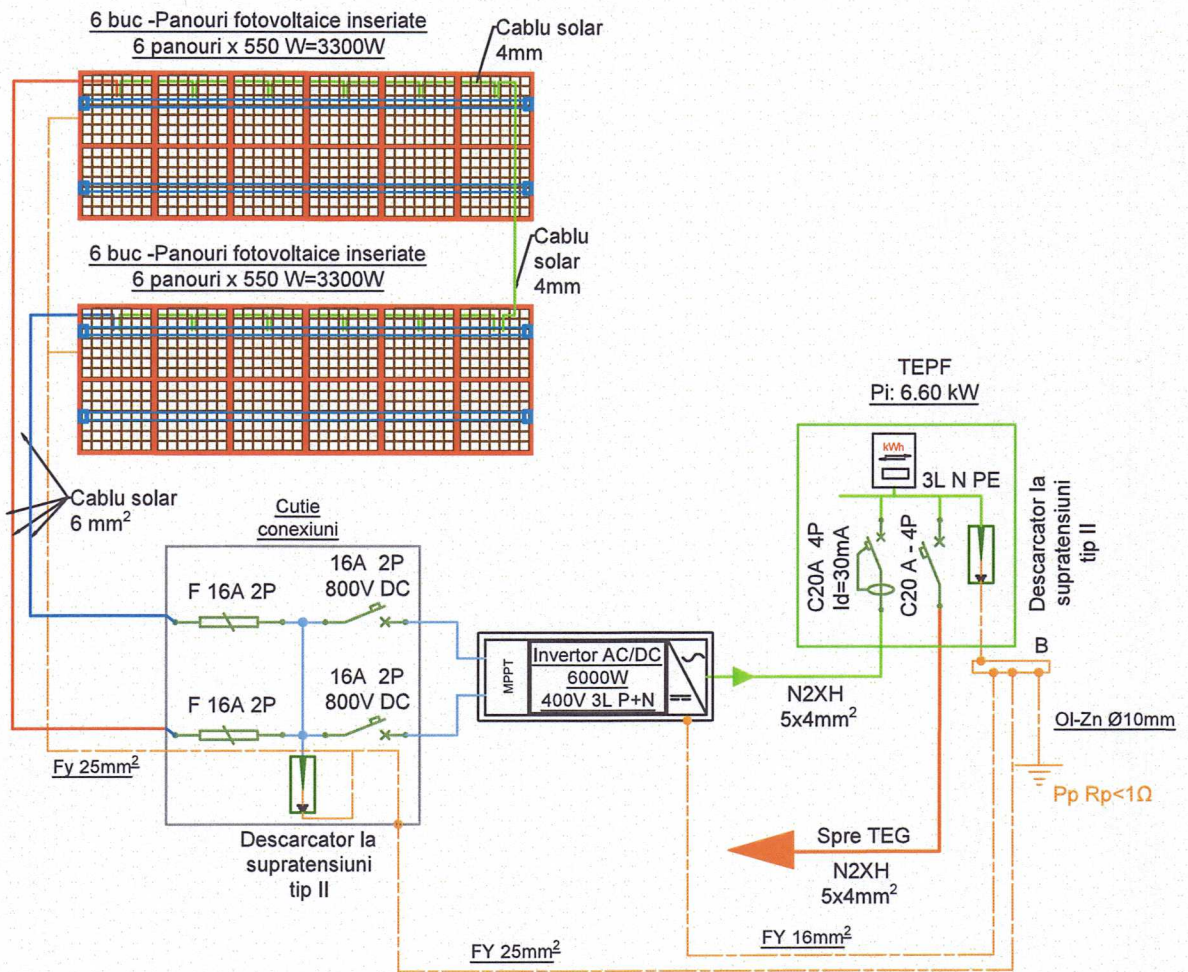 6 buc -Panouri fotovoltaice inseriate
6 panouri x 550 W=3300W
Cablu solar
4mm
6 buc -Panouri fotovoltaice inseriate
6 panouri x 550 W=3300W
Cablu
solar
4mm
TEPF
Pi: 6.60 kW
kWh
3L N PE
C20A 4P
Id=30mA
C20 A - 4P
Descarcator la
supratensiuni
tip II
Cablu solar
6 mm²
Cutie
conexiuni
F 16A 2P
16A 2P
800V DC
F 16A 2P
16A 2P
800V DC
MPPT
Invertor AC/DC
6000W
400V 3L P+N
N2XH
5x4mm²
B
Ol-Zn Ø10mm
Pp Rp<1Ω
Fy 25mm²
Descarcator la
supratensiuni
tip II
Spre TEG
N2XH
5x4mm²
FY 16mm²
FY 25mm²